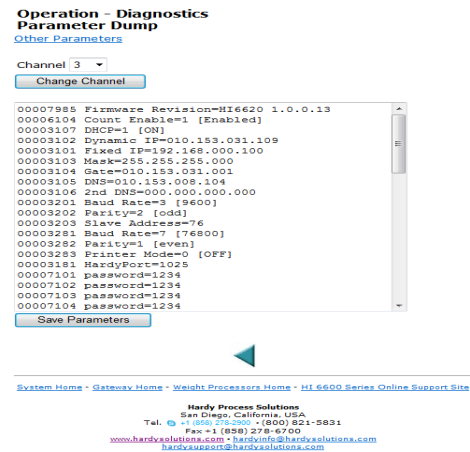 Operation - Diagnostics
Parameter Dump
Other Parameters
Channel 3
Change Channel
00007985 Firmware Revision=HI6620 1.0.0.13
00006104 Count Enable=1 [Enabled]
00003107 DHCP=1 [ON]
00003102 Dynamic IP=010.153.031.109
00003101 Fixed IP=192.168.000.100
00003103 Mask=255.255.255.000
00003104 Gate=010.153.031.001
00003105 DNS=010.153.008.104
00003106 2nd DNS=000.000.000.000
00003201 Baud Rate=3 [9600]
00003202 Parity=2 [odd]
00003203 Slave Address=76
00003281 Baud Rate=7 [76800]
00003282 Parity=1 [even]
00003283 Printer Mode=0 [OFF]
00003181 HardyPort=1025
00007101 password=1234
00007102 password=1234
00007103 password=1234
00007104 password=1234
Save Parameters
System Home - Gateway Home - Weight Processors Home - HI 6600 Series Online Support Site
Hardy Process Solutions
San Diego, California, USA
Tel. +1 (858) 278-2900 • (800) 821-5831
Fax +1 (858) 278-6700
www.hardysolutions.com • hardyinfo@hardysolutions.com
hardysupport@hardysolutions.com